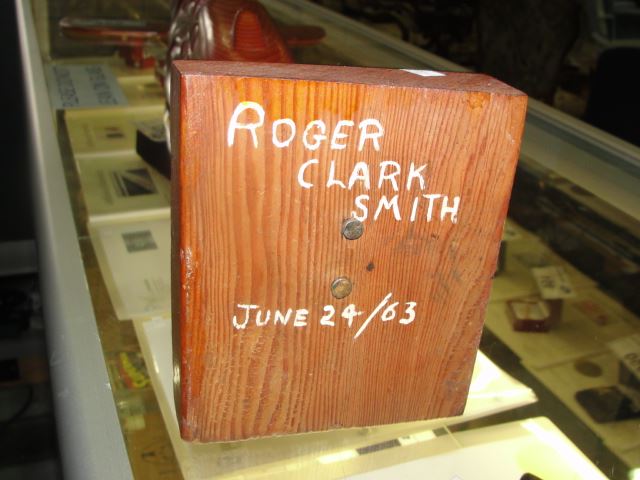 ROGER
CLARK
SMITH
JUNE 24/63